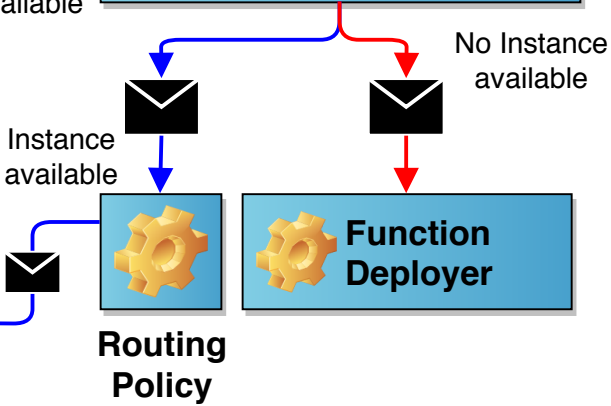 No Instance
available
Instance
available
Function
Deployer
Routing
Policy